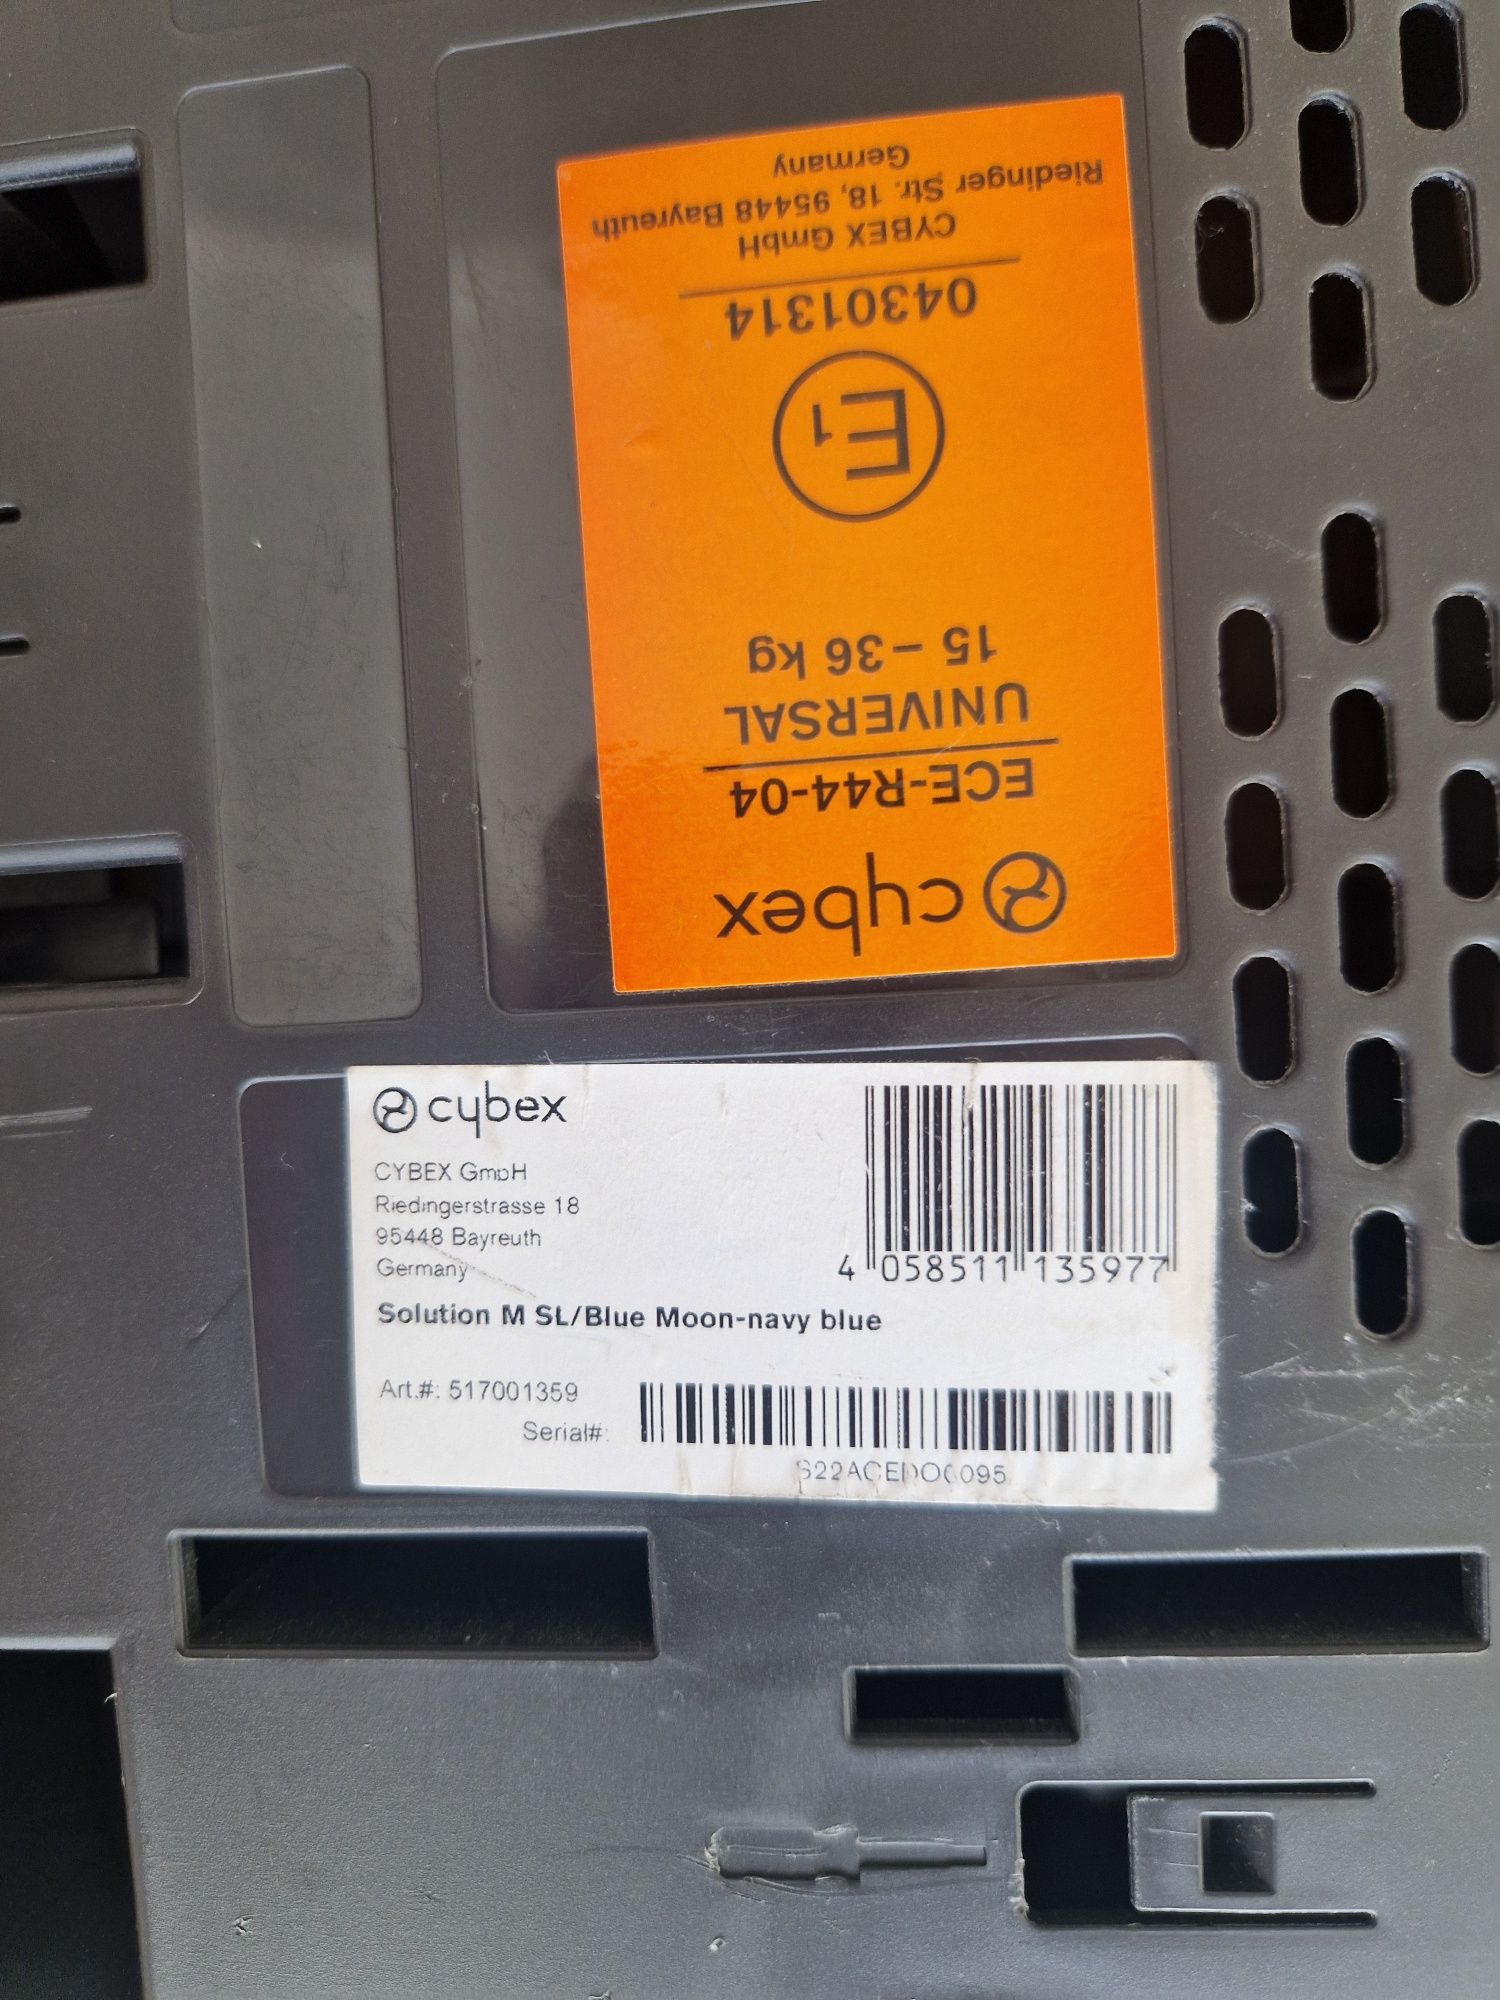 cybex
ECE-R44-04
UNIVERSAL
15 – 36 kg
E1
04301314
CYBEX GmbH
Riedinger Str. 18, 95448 Bayreuth
Germany
cybex
CYBEX GmbH
Riedingerstrasse 18
95448 Bayreuth
Germany
4 058511 135977
Solution M SL/Blue Moon-navy blue
Art.#: 517001359
Serial#: